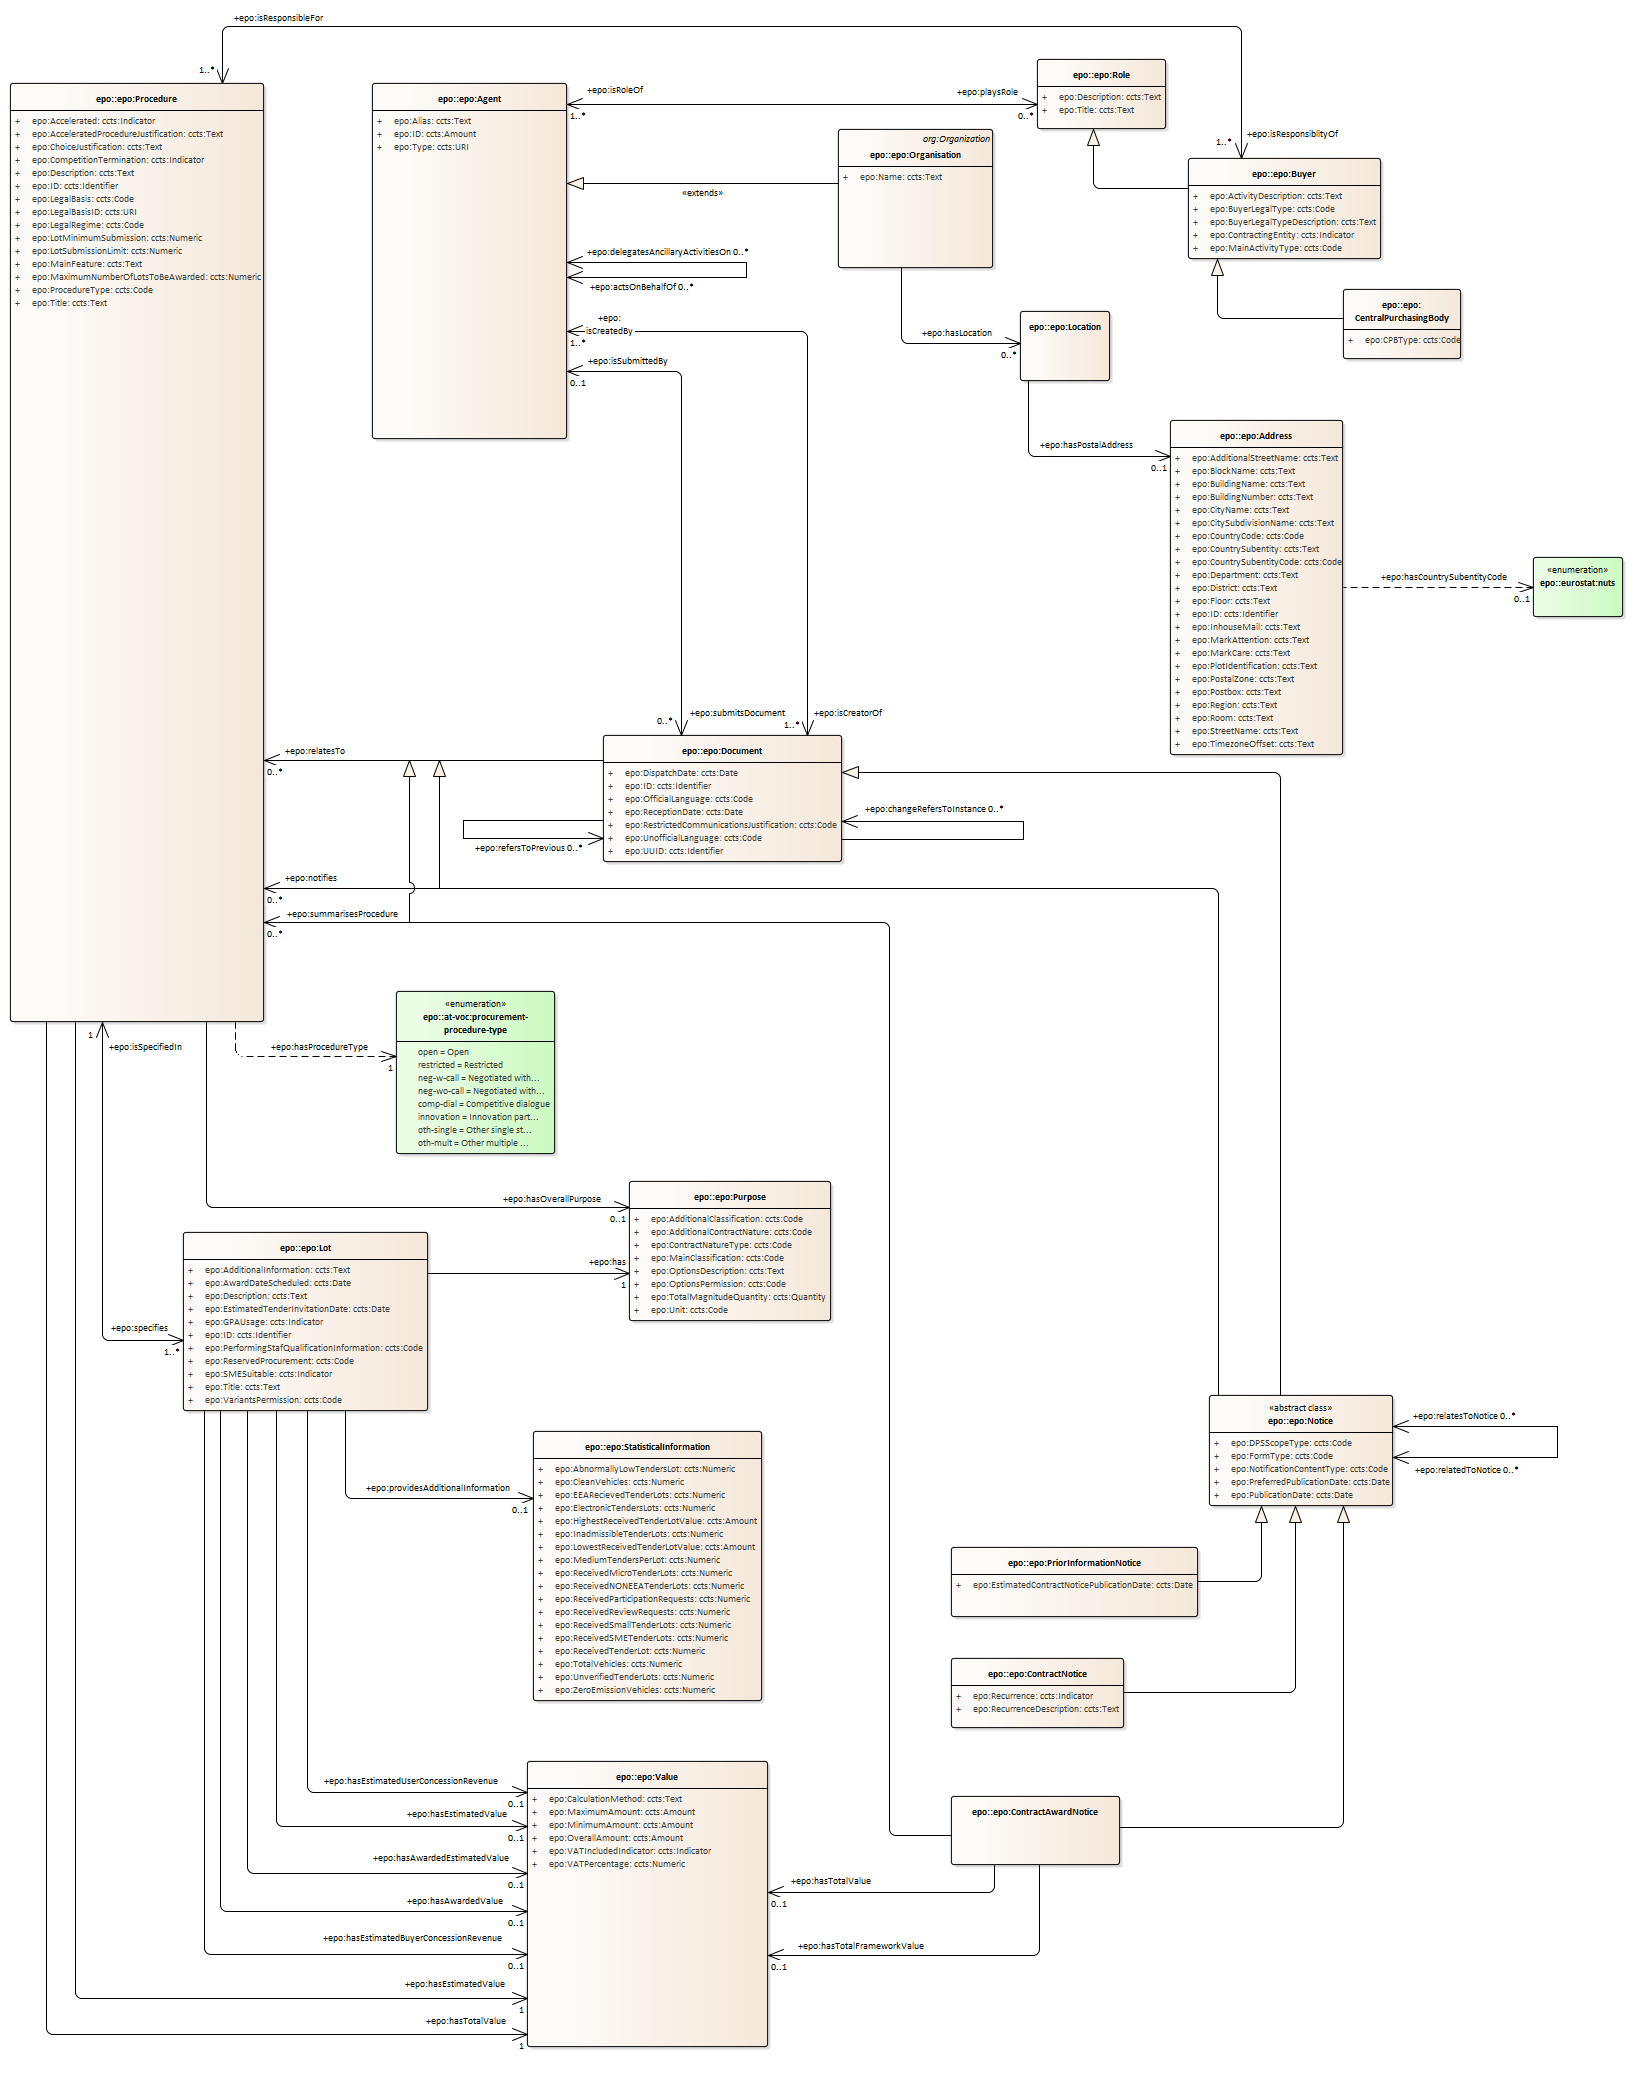 +epo:isResponsibleFor
1..*
epo::epo:Procedure
+ epo:Accelerated: ccts:Indicator
+ epo:AcceleratedProcedureJustification: ccts:Text
+ epo:ChoiceJustification: ccts:Text
+ epo:CompetitionTermination: ccts:Indicator
+ epo:Description: ccts:Text
+ epo:ID: ccts:Identifier
+ epo:LegalBasis: ccts:Code
+ epo:LegalBasisID: ccts:URI
+ epo:LegalRegime: ccts:Code
+ epo:LotMinimumSubmission: ccts:Numeric
+ epo:LotSubmissionLimit: ccts:Numeric
+ epo:MainFeature: ccts:Text
+ epo:MaximumNumberOfLotsToBeAwarded: ccts:Numeric
+ epo:ProcedureType: ccts:Code
+ epo:Title: ccts:Text
epo::epo:Agent
+ epo:Alias: ccts:Text
+ epo:ID: ccts:Amount
+ epo:Type: ccts:URI
+epo:isRoleOf
1..*
+epo:playsRole
0..*
epo::epo:Role
+ epo:Description: ccts:Text
+ epo:Title: ccts:Text
org:Organization
epo::epo:Organisation
+ epo:Name: ccts:Text
«extends»
+epo:isResponsiblityOf
1..*
epo::epo:Buyer
+ epo:ActivityDescription: ccts:Text
+ epo:BuyerLegalType: ccts:Code
+ epo:BuyerLegalTypeDescription: ccts:Text
+ epo:ContractingEntity: ccts:Indicator
+ epo:MainActivityType: ccts:Code
+epo:delegatesAncillaryActivitiesOn 0..*
+epo:actsOnBehalfOf 0..*
epo::epo:
CentralPurchasingBody
+ epo:CPBType: ccts:Code
+epo:
isCreatedBy
1..*
+epo:hasLocation
0..*
epo::epo:Location
+epo:isSubmittedBy
0..1
+epo:hasPostalAddress
0..1
epo::epo:Address
+ epo:AdditionalStreetName: ccts:Text
+ epo:BlockName: ccts:Text
+ epo:BuildingName: ccts:Text
+ epo:BuildingNumber: ccts:Text
+ epo:CityName: ccts:Text
+ epo:CitySubdivisionName: ccts:Text
+ epo:CountryCode: ccts:Code
+ epo:CountrySubentity: ccts:Text
+ epo:CountrySubentityCode: ccts:Code
+ epo:Department: ccts:Text
+ epo:District: ccts:Text
+ epo:Floor: ccts:Text
+ epo:ID: ccts:Identifier
+ epo:InhouseMail: ccts:Text
+ epo:MarkAttention: ccts:Text
+ epo:MarkCare: ccts:Text
+ epo:PlotIdentification: ccts:Text
+ epo:PostalZone: ccts:Text
+ epo:Postbox: ccts:Text
+ epo:Region: ccts:Text
+ epo:Room: ccts:Text
+ epo:StreetName: ccts:Text
+ epo:TimezoneOffset: ccts:Text
+epo:hasCountrySubentityCode
0..1
«enumeration»
epo::eurostat:nuts
+epo:submitsDocument
0..*
+epo:isCreatorOf
1..*
epo::epo:Document
+ epo:DispatchDate: ccts:Date
+ epo:ID: ccts:Identifier
+ epo:OfficialLanguage: ccts:Code
+ epo:ReceptionDate: ccts:Date
+ epo:RestrictedCommunicationsJustification: ccts:Code
+ epo:UnofficialLanguage: ccts:Code
+ epo:UUID: ccts:Identifier
+epo:relatesTo
0..*
+epo:changeRefersToInstance 0..*
+epo:refersToPrevious 0..*
+epo:notifies
0..*
+epo:summarisesProcedure
0..*
«enumeration»
epo::at-voc:procurement-
procedure-type
open = Open
restricted = Restricted
neg-w-call = Negotiated with...
neg-wo-call = Negotiated with...
comp-dial = Competitive dialogue
innovation = Innovation part...
oth-single = Other single st...
oth-mult = Other multiple ...
1
+epo:isSpecifiedIn
+epo:hasProcedureType
1
+epo:hasOverallPurpose
0..1
epo::epo:Purpose
+ epo:AdditionalClassification: ccts:Code
+ epo:AdditionalContractNature: ccts:Code
+ epo:ContractNatureType: ccts:Code
+ epo:MainClassification: ccts:Code
+ epo:OptionsDescription: ccts:Text
+ epo:OptionsPermission: ccts:Code
+ epo:TotalMagnitudeQuantity: ccts:Quantity
+ epo:Unit: ccts:Code
+epo:has
1
epo::epo:Lot
+ epo:AdditionalInformation: ccts:Text
+ epo:AwardDateScheduled: ccts:Date
+ epo:Description: ccts:Text
+ epo:EstimatedTenderInvitationDate: ccts:Date
+ epo:GPAUsage: ccts:Indicator
+ epo:ID: ccts:Identifier
+ epo:PerformingStafQualificationInformation: ccts:Code
+ epo:ReservedProcurement: ccts:Code
+ epo:SMESuitable: ccts:Indicator
+ epo:Title: ccts:Text
+ epo:VariantsPermission: ccts:Code
+epo:specifies
1..*
«abstract class»
epo::epo:Notice
+ epo:DPSScopeType: ccts:Code
+ epo:FormType: ccts:Code
+ epo:NotificationContentType: ccts:Code
+ epo:PreferredPublicationDate: ccts:Date
+ epo:PublicationDate: ccts:Date
+epo:relatesToNotice 0..*
+epo:relatedToNotice 0..*
epo::epo:StatisticalInformation
+ epo:AbnormallyLowTendersLot: ccts:Numeric
+ epo:CleanVehicles: ccts:Numeric
+ epo:EEARecievedTenderLots: ccts:Numeric
+ epo:ElectronicTendersLots: ccts:Numeric
+ epo:HighestReceivedTenderLotValue: ccts:Amount
+ epo:InadmissibleTenderLots: ccts:Numeric
+ epo:LowestReceivedTenderLotValue: ccts:Amount
+ epo:MediumTendersPerLot: ccts:Numeric
+ epo:ReceivedMicroTenderLots: ccts:Numeric
+ epo:ReceivedNONEEATenderLots: ccts:Numeric
+ epo:ReceivedParticipationRequests: ccts:Numeric
+ epo:ReceivedReviewRequests: ccts:Numeric
+ epo:ReceivedSmallTenderLots: ccts:Numeric
+ epo:ReceivedSMETenderLots: ccts:Numeric
+ epo:ReceivedTenderLot: ccts:Numeric
+ epo:TotalVehicles: ccts:Numeric
+ epo:UnverifiedTenderLots: ccts:Numeric
+ epo:ZeroEmissionVehicles: ccts:Numeric
+epo:providesAdditionalInformation
0..1
epo::epo:PriorInformationNotice
+ epo:EstimatedContractNoticePublicationDate: ccts:Date
epo::epo:ContractNotice
+ epo:Recurrence: ccts:Indicator
+ epo:RecurrenceDescription: ccts:Text
epo::epo:Value
+ epo:CalculationMethod: ccts:Text
+ epo:MaximumAmount: ccts:Amount
+ epo:MinimumAmount: ccts:Amount
+ epo:OverallAmount: ccts:Amount
+ epo:VATIncludedIndicator: ccts:Indicator
+ epo:VATPercentage: ccts:Numeric
epo::epo:ContractAwardNotice
+epo:hasEstimatedUserConcessionRevenue
0..1
+epo:hasEstimatedValue
0..1
+epo:hasAwardedEstimatedValue
0..1
+epo:hasAwardedValue
0..1
+epo:hasEstimatedBuyerConcessionRevenue
0..1
+epo:hasEstimatedValue
1
+epo:hasTotalValue
1
+epo:hasTotalValue
0..1
+epo:hasTotalFrameworkValue
0..1